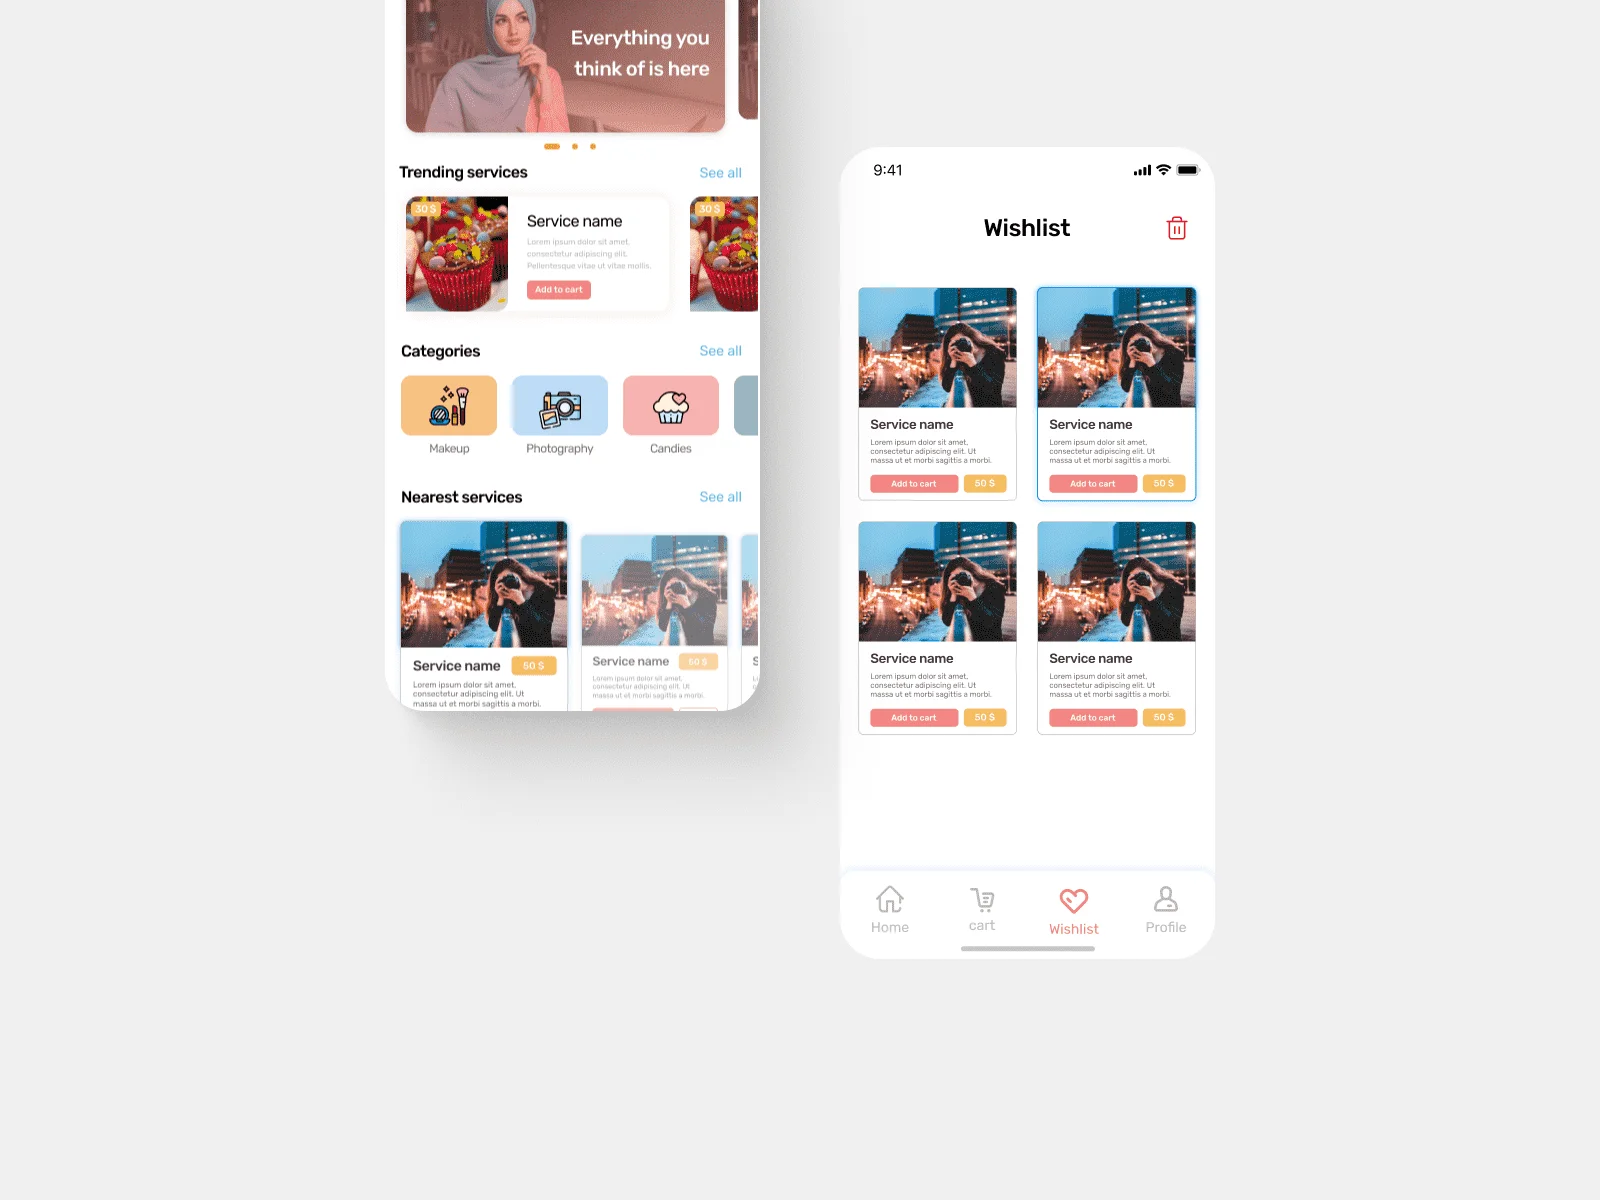 Everything you
think of is here
Trending services
See all
30 $
Service name
Lorem ipsum dolor sit amet,
consectetur adipiscing elit.
Pellentesque vitae ut vitae mollis.
Add to cart
30 $
Categories
See all
Makeup
Photography
Candies
Nearest services
See all
Service name
50 $
Lorem ipsum dolor sit amet,
consectetur adipiscing elit. Ut
massa ut et morbi sagittis a morbi.
Service name
50 $
Lorem ipsum dolor sit amet,
consectetur adipiscing elit. Ut
massa ut et morbi sagittis a morbi.
S
9:41
Wishlist
Service name
Lorem ipsum dolor sit amet,
consectetur adipiscing elit. Ut
massa ut et morbi sagittis a morbi.
Add to cart
50 $
Service name
Lorem ipsum dolor sit amet,
consectetur adipiscing elit. Ut
massa ut et morbi sagittis a morbi.
Add to cart
50 $
Service name
Lorem ipsum dolor sit amet,
consectetur adipiscing elit. Ut
massa ut et morbi sagittis a morbi.
Add to cart
50 $
Service name
Lorem ipsum dolor sit amet,
consectetur adipiscing elit. Ut
massa ut et morbi sagittis a morbi.
Add to cart
50 $
Home
cart
Wishlist
Profile